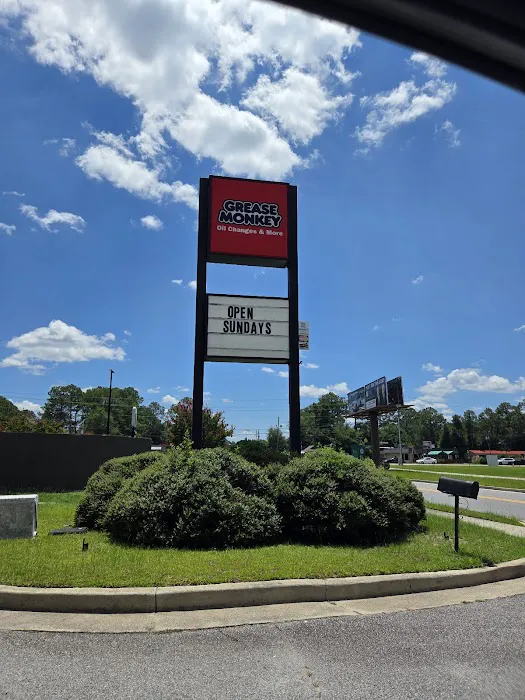 GREASE
MONKEY
Oil Changes & More
OPEN
SUNDAYS